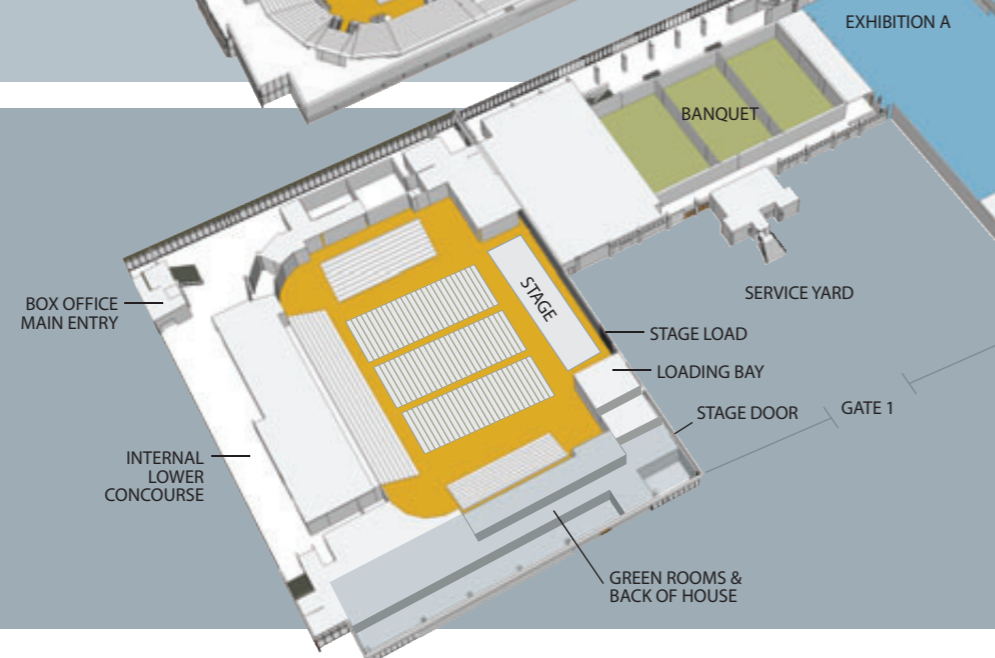 EXHIBITION A
BANQUET
STAGE
SERVICE YARD
BOX OFFICE
MAIN ENTRY
STAGE LOAD
LOADING BAY
STAGE DOOR
GATE 1
INTERNAL
LOWER
CONCOURSE
GREEN ROOMS &
BACK OF HOUSE